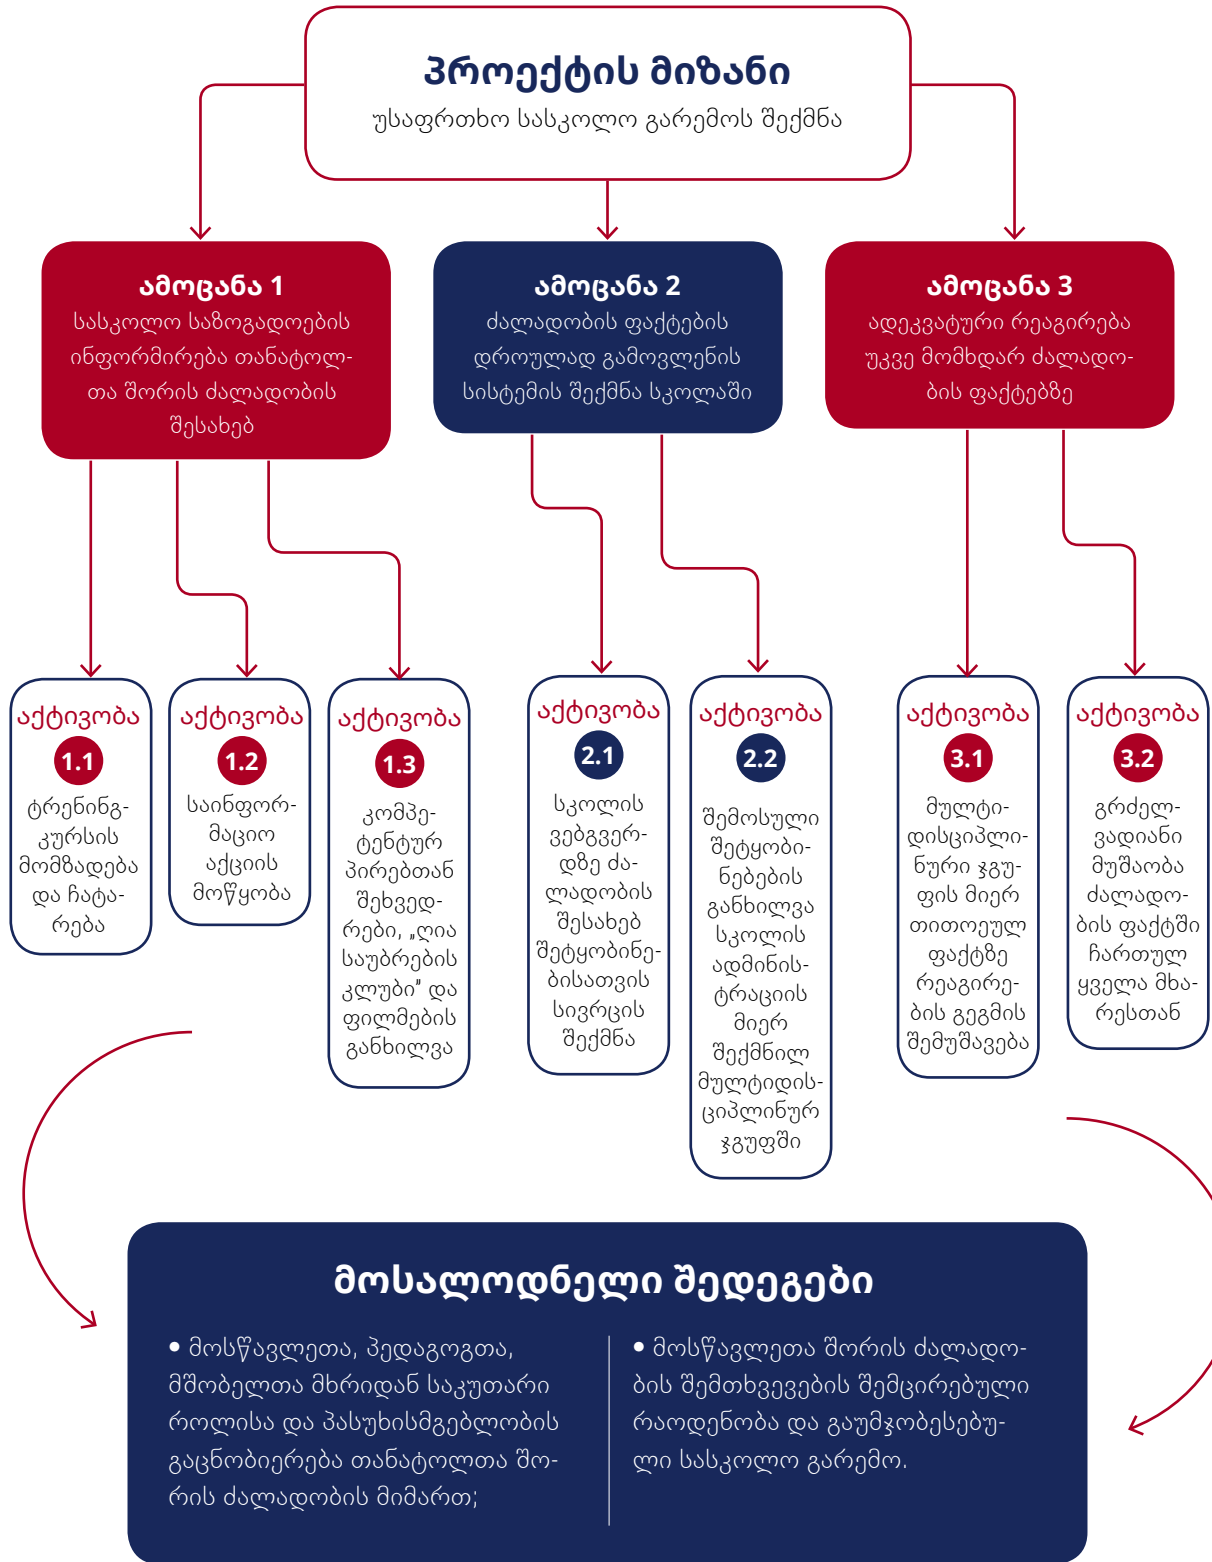 პროექტის მიზანი
უსაფრთხო სასკოლო გარემოს შექმნა
ამოცანა 1
სასკოლო საზოგადოების
ინფორმირება თანატოლ-
თა შორის ძალადობის
შესახებ
ამოცანა 2
ძალადობის ფაქტების
დროულად გამოვლენის
სისტემის შექმნა სკოლაში
ამოცანა 3
ადეკვატური რეაგირება
უკვე მომხდარ ძალადო-
ბის ფაქტებზე
აქტივობა
1.1
ტრენინგ-
კურსის
მომზადება
და ჩატა-
რება
აქტივობა
1.2
საინფორ-
მაციო
აქციის
მოწყობა
აქტივობა
1.3
კომპე-
ტენტურ
პირებთან
შეხვედ-
რები, „ღია
საუბრების
კლუბი" და
ფილმების
განხილვა
აქტივობა
2.1
სკოლის
ვებგვერ-
დზე ძა-
ლადობის
შესახებ
შეტყობინე-
ბისათვის
სივრცის
შექმნა
აქტივობა
2.2
შემოსული
შეტყობი-
ნებების
განხილვა
სკოლის
ადმინის-
ტრაციის
მიერ
შექმნილ
მულტიდის-
ციპლინურ
ჯგუფში
აქტივობა
3.1
მულტი-
დისციპლი-
ნური ჯგუ-
ფის მიერ
თითოეულ
ფაქტზე
რეაგირე-
ბის გეგმის
შემუშავება
აქტივობა
3.2
გრძელ-
ვადიანი
მუშაობა
ძალადო-
ბის ფაქტში
ჩართულ
ყველა მხა-
რესთან
მოსალოდნელი შედეგები
• მოსწავლეთა, პედაგოგთა,
მშობელთა მხრიდან საკუთარი
როლისა და პასუხისმგებლობის
გაცნობიერება თანატოლთა შო-
რის ძალადობის მიმართ;
• მოსწავლეთა შორის ძალადო-
ბის შემთხვევების შემცირებული
რაოდენობა და გაუმჯობესებუ-
ლი სასკოლო გარემო.